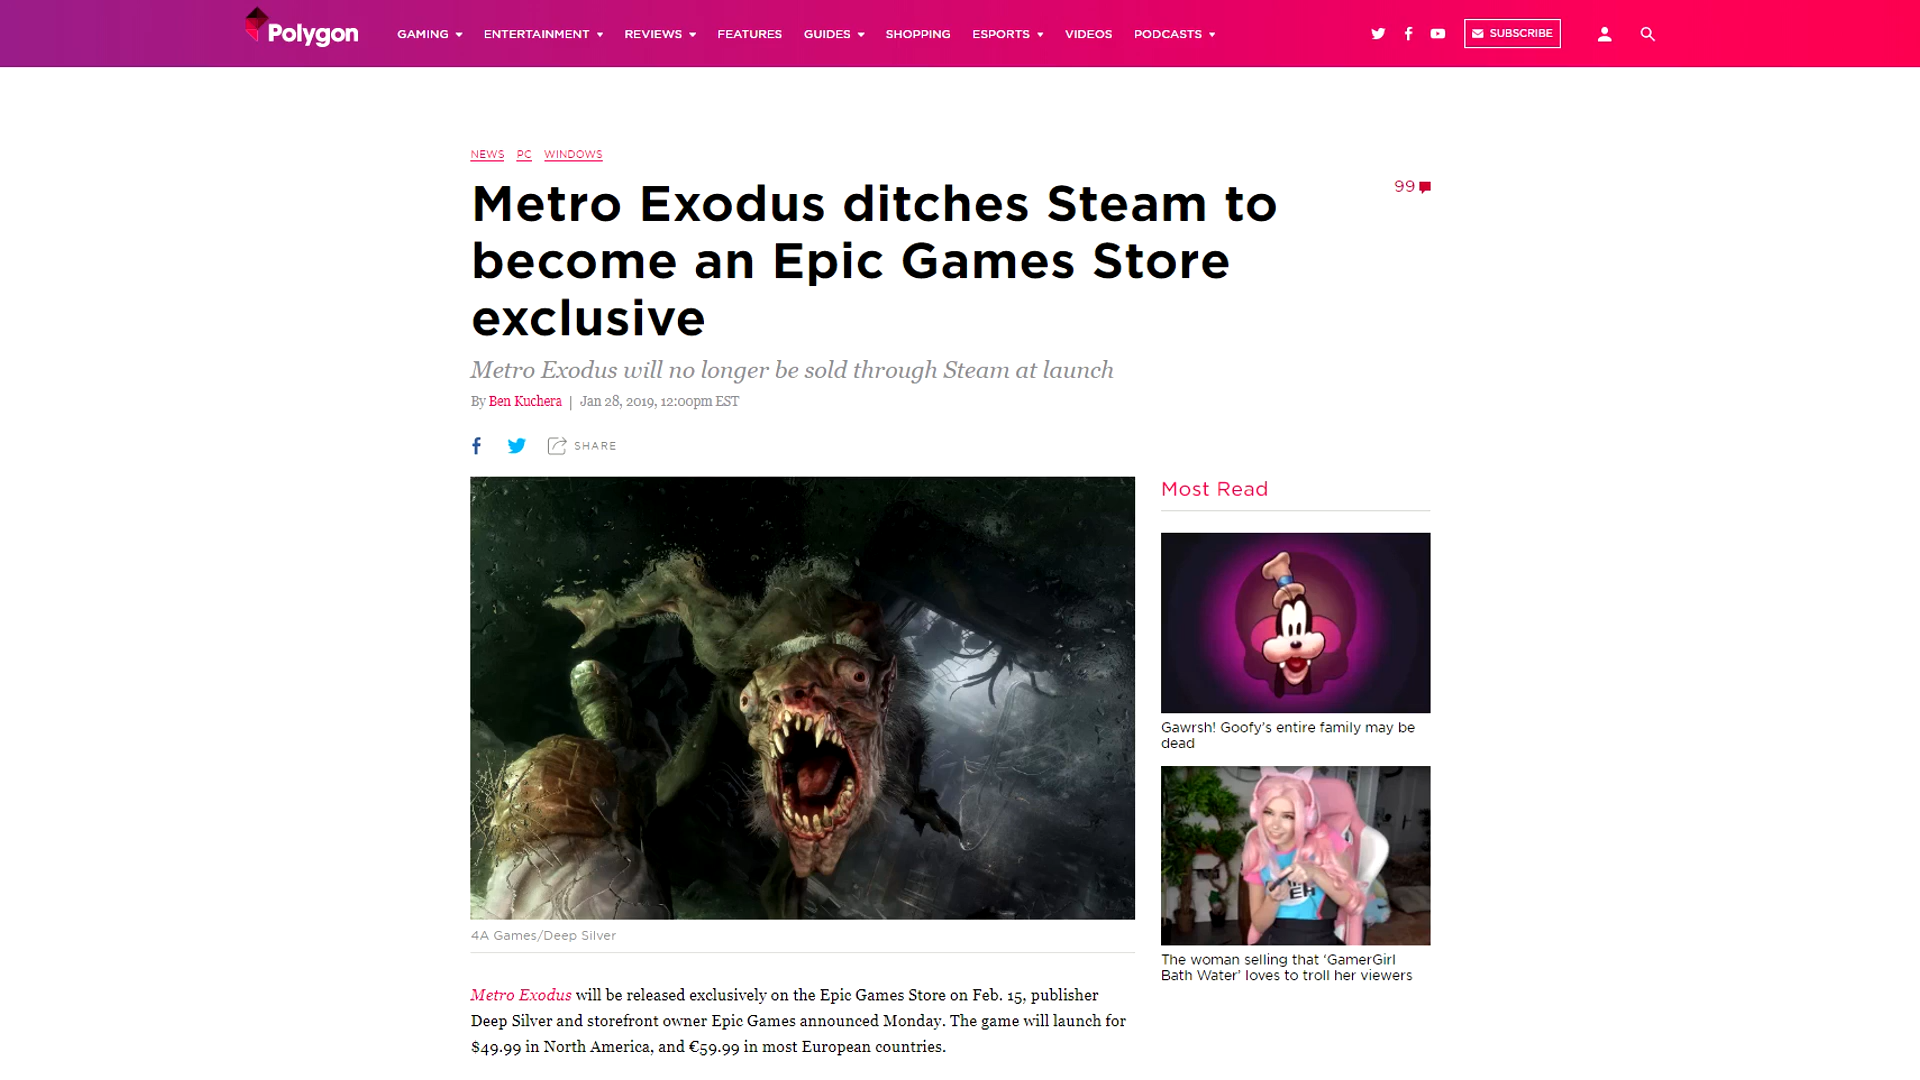 Polygon
GAMING
ENTERTAINMENT
REVIEWS
FEATURES
GUIDES
SHOPPING
ESPORTS
VIDEOS
PODCASTS
SUBSCRIBE
NEWS PC WINDOWS
Metro Exodus ditches Steam to
become an Epic Games Store
exclusive
99
Metro Exodus will no longer be sold through Steam at launch
By Ben Kuchera | Jan 28, 2019, 12:00pm EST
SHARE
4A Games/Deep Silver
Metro Exodus will be released exclusively on the Epic Games Store on Feb. 15, publisher
Deep Silver and storefront owner Epic Games announced Monday. The game will launch for
$49.99 in North America, and €59.99 in most European countries.
Most Read
Gawrsh! Goofy's entire family may be
dead
The woman selling that ‘GamerGirl
Bath Water’ loves to troll her viewers